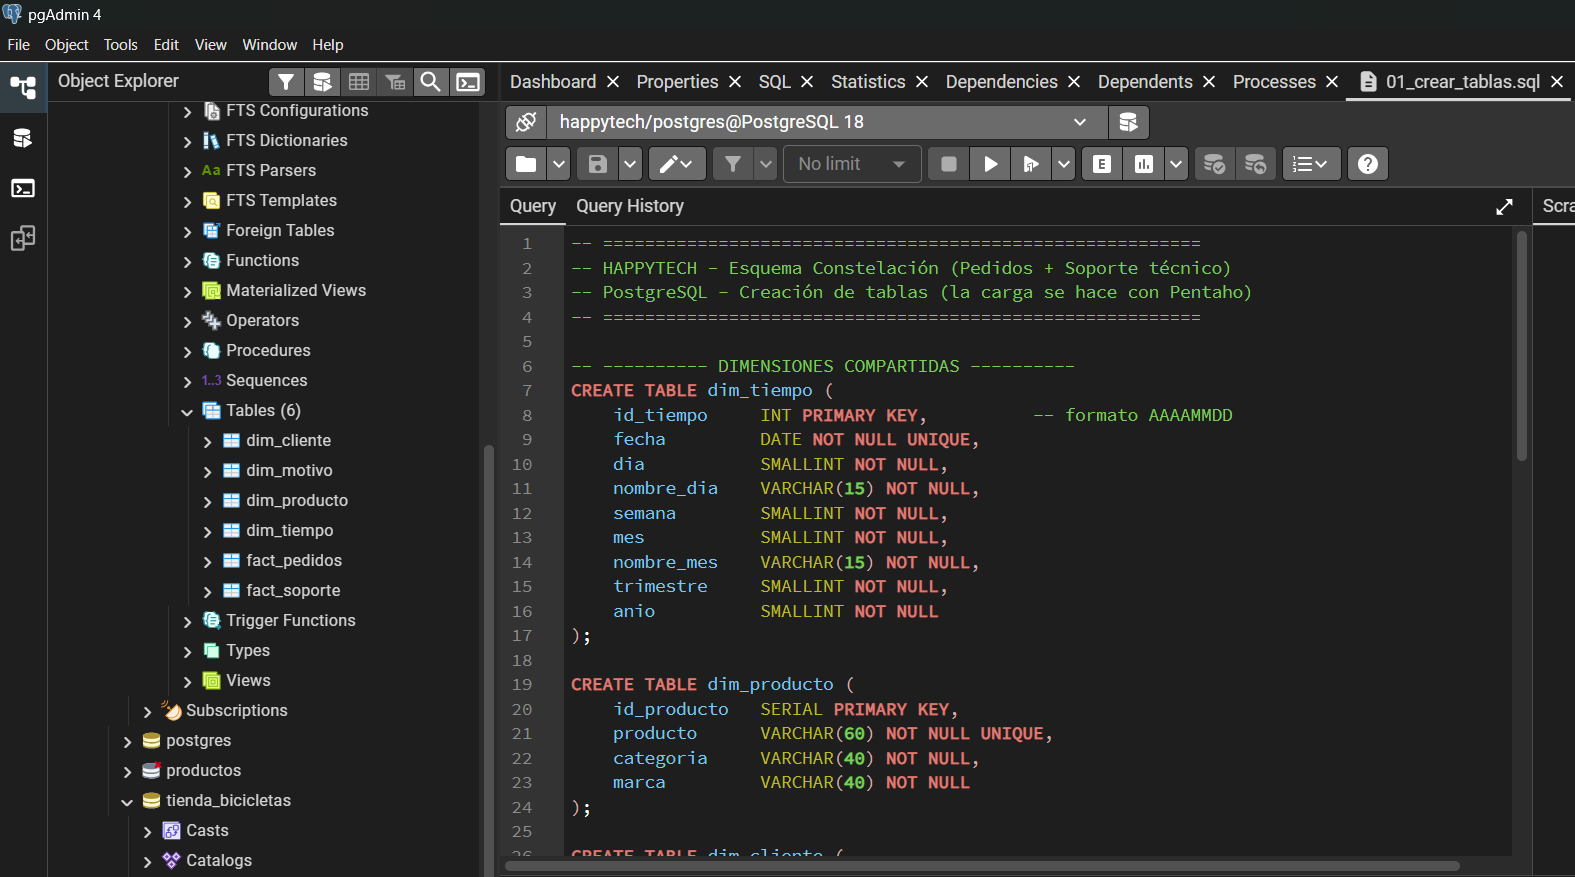 pgAdmin 4
File Object Tools Edit View Window Help
Object Explorer
FTS Configurations
FTS Dictionaries
Aa FTS Parsers
FTS Templates
Foreign Tables
Functions
Materialized Views
Operators
Procedures
1..3 Sequences
Tables (6)
dim_cliente
dim_motivo
dim_producto
dim_tiempo
fact_pedidos
fact_soporte
Trigger Functions
Types
Views
Subscriptions
postgres
productos
tienda_bicicletas
Casts
Catalogs
Dashboard Properties SQL Statistics Dependencies Dependents Processes 01_crear_tablas.sql
happytech/postgres@PostgreSQL 18
No limit
E
Query Query History
Scra
1 -- =========================================================
2 -- HAPPYTECH - Esquema Constelación (Pedidos + Soporte técnico)
3 -- PostgreSQL - Creación de tablas (la carga se hace con Pentaho)
4 -- =========================================================
5
6 -- ---------- DIMENSIONES COMPARTIDAS ----------
7 CREATE TABLE dim_tiempo (
8 id_tiempo INT PRIMARY KEY, -- formato AAAAMMDD
9 fecha DATE NOT NULL UNIQUE,
10 dia SMALLINT NOT NULL,
11 nombre_dia VARCHAR(15) NOT NULL,
12 semana SMALLINT NOT NULL,
13 mes SMALLINT NOT NULL,
14 nombre_mes VARCHAR(15) NOT NULL,
15 trimestre SMALLINT NOT NULL,
16 anio SMALLINT NOT NULL
17 );
18
19 CREATE TABLE dim_producto (
20 id_producto SERIAL PRIMARY KEY,
21 producto VARCHAR(60) NOT NULL UNIQUE,
22 categoria VARCHAR(40) NOT NULL,
23 marca VARCHAR(40) NOT NULL
24 );
25
26 CREATE TABLE dim_cliente (